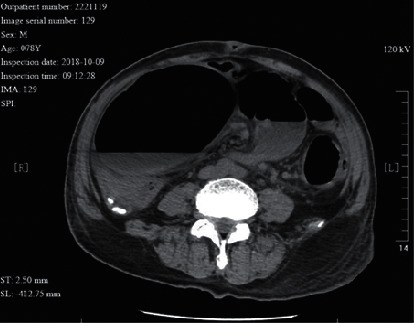 Outpatient number: 2221119
Image serial number: 129
Sex: M
Age: 078Y
Inspection date: 2018-10-09
Inspection time: 09:12:28
IMA: 129
SPI:
120 kV
[R]
[L]
14
ST: 2.50 mm
SL: -412.75 mm